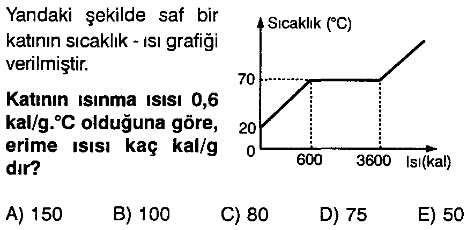 Yandaki şekilde saf bir
katının sıcaklık - ısı grafiği
verilmiştir.
Katının ısınma ısısı 0,6
kal/g.°C olduğuna göre,
erime ısısı kaç kal/g
dır?
Sıcaklık (°C)
70
20
0
600
3600
Isı(kal)
A) 150 B) 100 C) 80 D) 75 E) 50